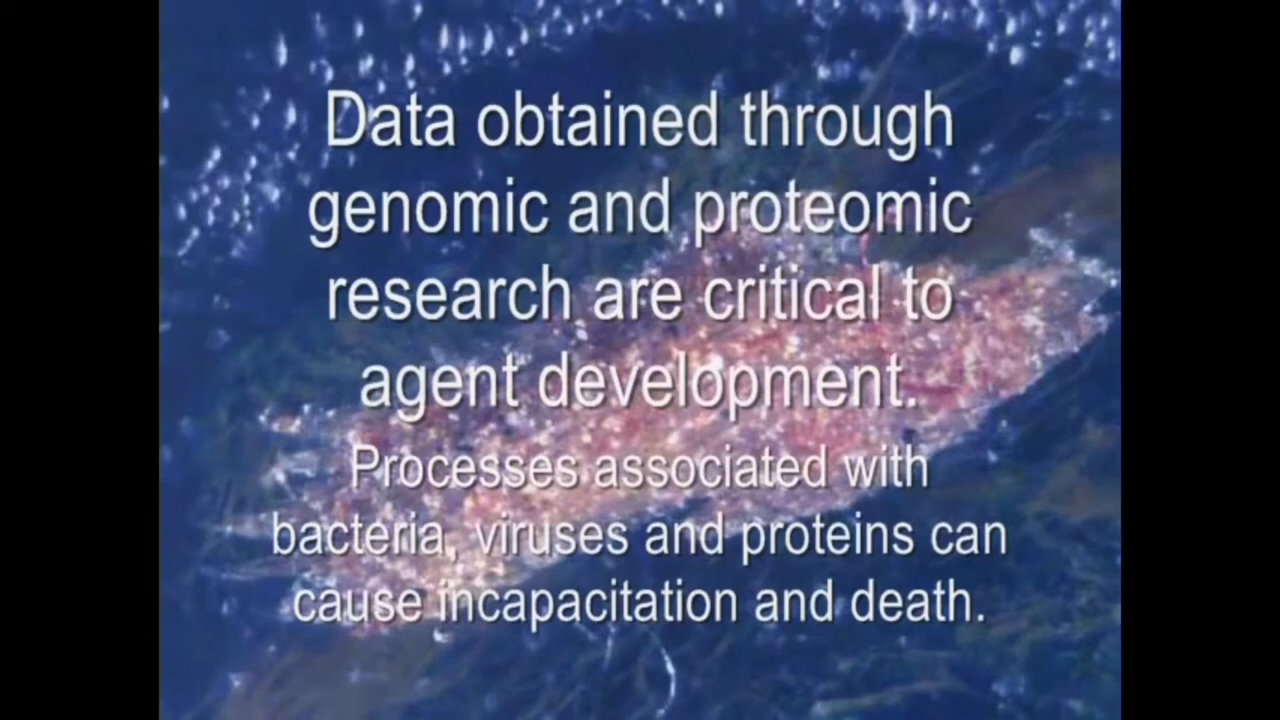 Data obtained through
genomic and proteomic
research are critical to
agent development.
Processes associated with
bacteria, viruses and proteins can
cause incapacitation and death.